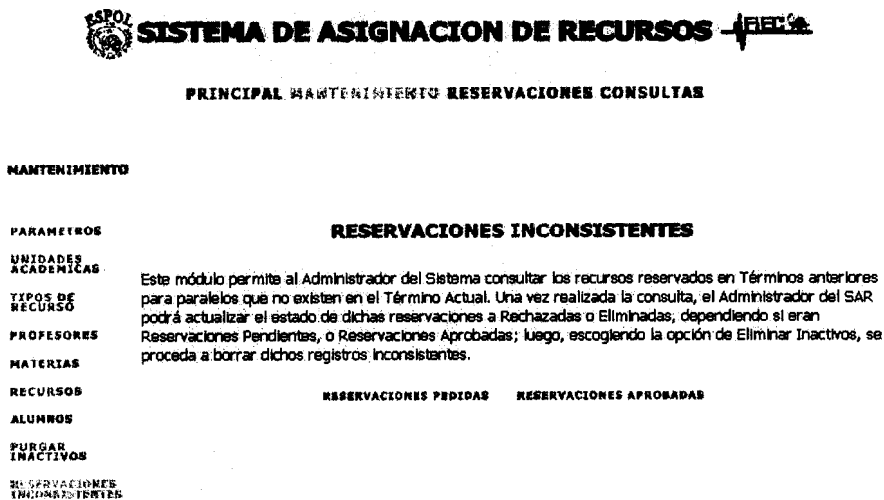 ESPOL SISTEMA DE ASIGNACION DE RECURSOS FIEC
PRINCIPAL MANTENIMIENTO RESERVACIONES CONSULTAS
MANTENIMIENTO
PARAMETROS
UNIDADES
ACADEMICAS
TIPOS DE
RECURSO
PROFESORES
MATERIAS
RECURSOS
ALUMNOS
PURGAR
INACTIVOS
RESERVACIONES
INCONSISTENTES
RESERVACIONES INCONSISTENTES
Este módulo permite al Administrador del Sistema consultar los recursos reservados en Términos anteriores
para paralelos que no existen en el Término Actual. Una vez realizada la consulta, el Administrador del SAR
podrá actualizar el estado de dichas reservaciones a Rechazadas o Eliminadas, dependiendo si eran
Reservaciones Pendientes, o Reservaciones Aprobadas; luego, escogiendo la opción de Eliminar Inactivos, se
proceda a borrar dichos registros inconsistentes.
RESERVACIONES PEDIDAS RESERVACIONES APROBADAS